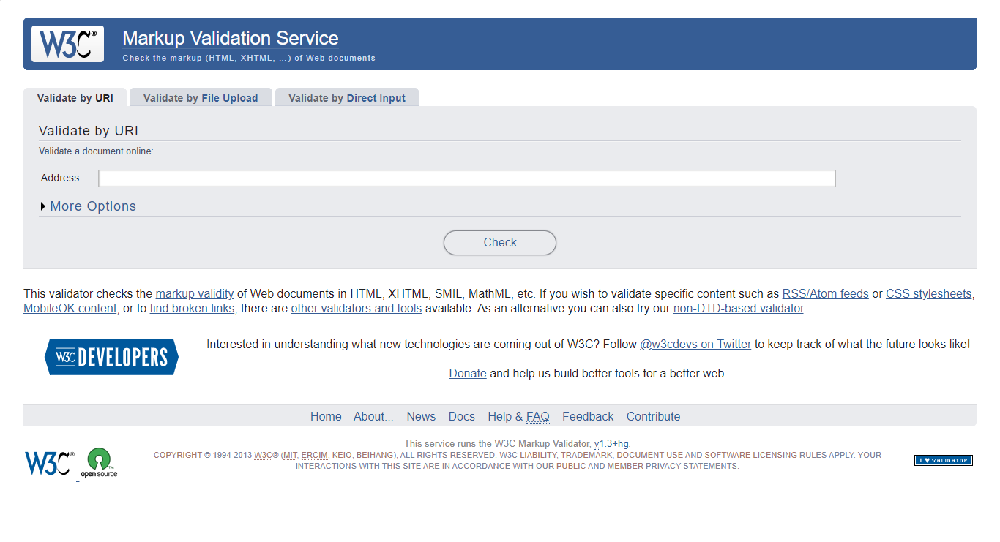 W3C®
Markup Validation Service
Check the markup (HTML, XHTML, …) of Web documents
Validate by URI
Validate by File Upload
Validate by Direct Input
Validate by URI
Validate a document online:
Address:
More Options
Check
This validator checks the markup validity of Web documents in HTML, XHTML, SMIL, MathML, etc. If you wish to validate specific content such as RSS/Atom feeds or CSS stylesheets,
MobileOK content, or to find broken links, there are other validators and tools available. As an alternative you can also try our non-DTD-based validator.
W3C DEVELOPERS
Interested in understanding what new technologies are coming out of W3C? Follow @w3cdevs on Twitter to keep track of what the future looks like!
Donate and help us build better tools for a better web.
Home About... News Docs Help & FAQ Feedback Contribute
This service runs the W3C Markup Validator, v1.3+hg.
COPYRIGHT © 1994-2013 W3C® (MIT, ERCIM, KEIO, BEIHANG), ALL RIGHTS RESERVED. W3C LIABILITY, TRADEMARK, DOCUMENT USE AND SOFTWARE LICENSING RULES APPLY. YOUR
INTERACTIONS WITH THIS SITE ARE IN ACCORDANCE WITH OUR PUBLIC AND MEMBER PRIVACY STATEMENTS.
W3C®
open source™
I ♥ VALIDATOR